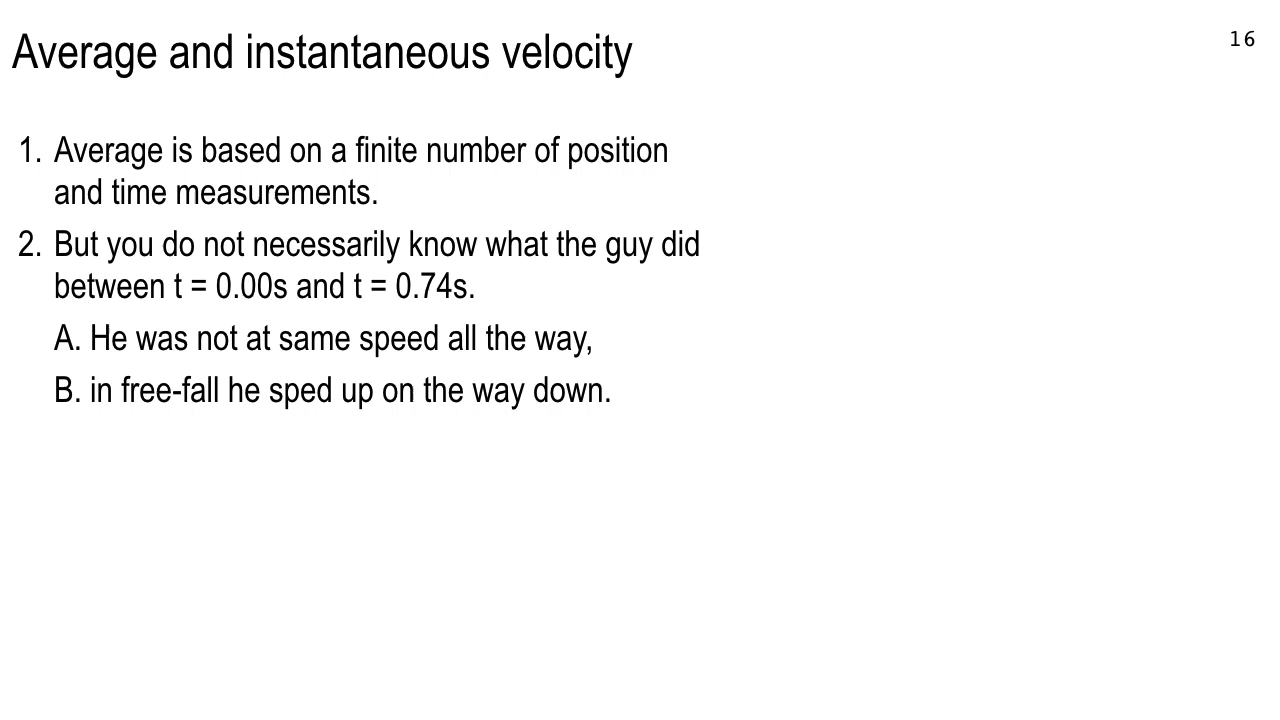 Average and instantaneous velocity
16
1. Average is based on a finite number of position
and time measurements.
2. But you do not necessarily know what the guy did
between t = 0.00s and t = 0.74s.
A. He was not at same speed all the way,
B. in free-fall he sped up on the way down.